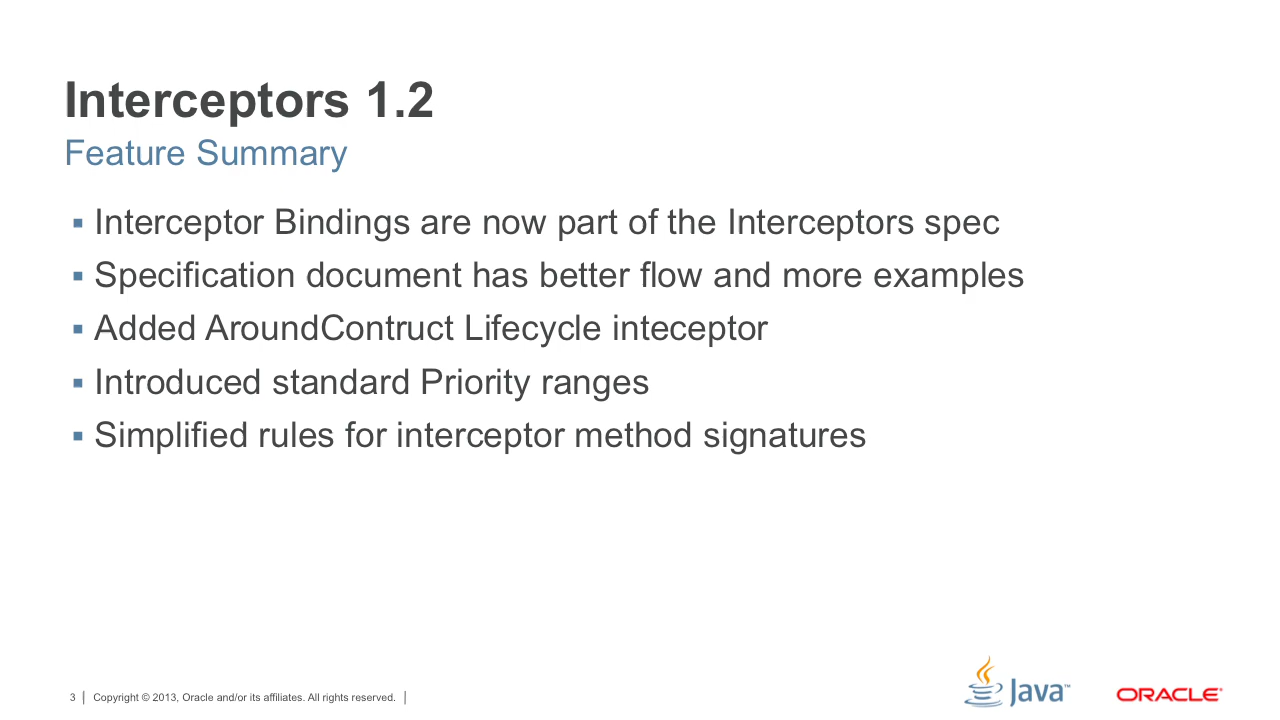 Interceptors 1.2
Feature Summary
▪ Interceptor Bindings are now part of the Interceptors spec
▪ Specification document has better flow and more examples
▪ Added AroundContruct Lifecycle inteceptor
▪ Introduced standard Priority ranges
▪ Simplified rules for interceptor method signatures
3 | Copyright © 2013, Oracle and/or its affiliates. All rights reserved. |
Java™
ORACLE®